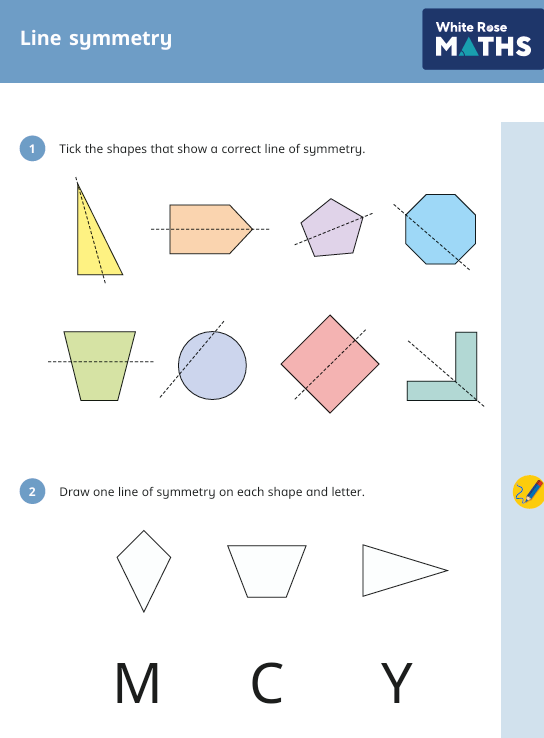 Line symmetry
White Rose
MATHS
1 Tick the shapes that show a correct line of symmetry.
2 Draw one line of symmetry on each shape and letter.
M C Y